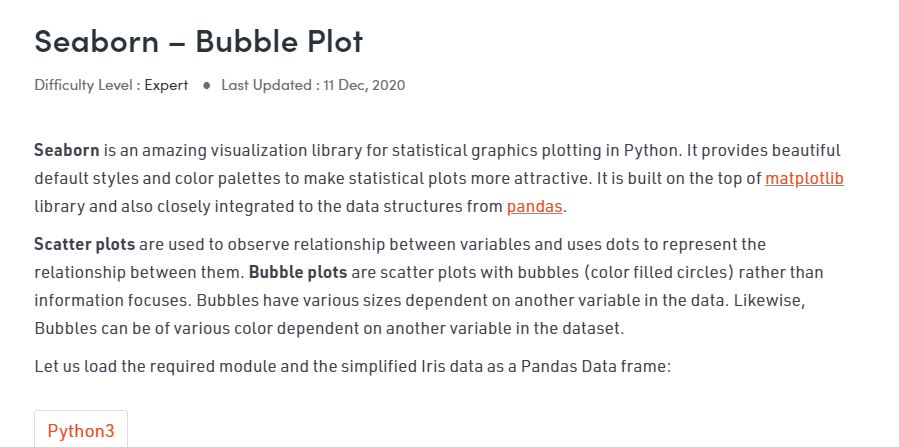 Seaborn – Bubble Plot
Difficulty Level : Expert ● Last Updated : 11 Dec, 2020
Seaborn is an amazing visualization library for statistical graphics plotting in Python. It provides beautiful
default styles and color palettes to make statistical plots more attractive. It is built on the top of matplotlib
library and also closely integrated to the data structures from pandas.
Scatter plots are used to observe relationship between variables and uses dots to represent the
relationship between them. Bubble plots are scatter plots with bubbles (color filled circles) rather than
information focuses. Bubbles have various sizes dependent on another variable in the data. Likewise,
Bubbles can be of various color dependent on another variable in the dataset.
Let us load the required module and the simplified Iris data as a Pandas Data frame:
Python3